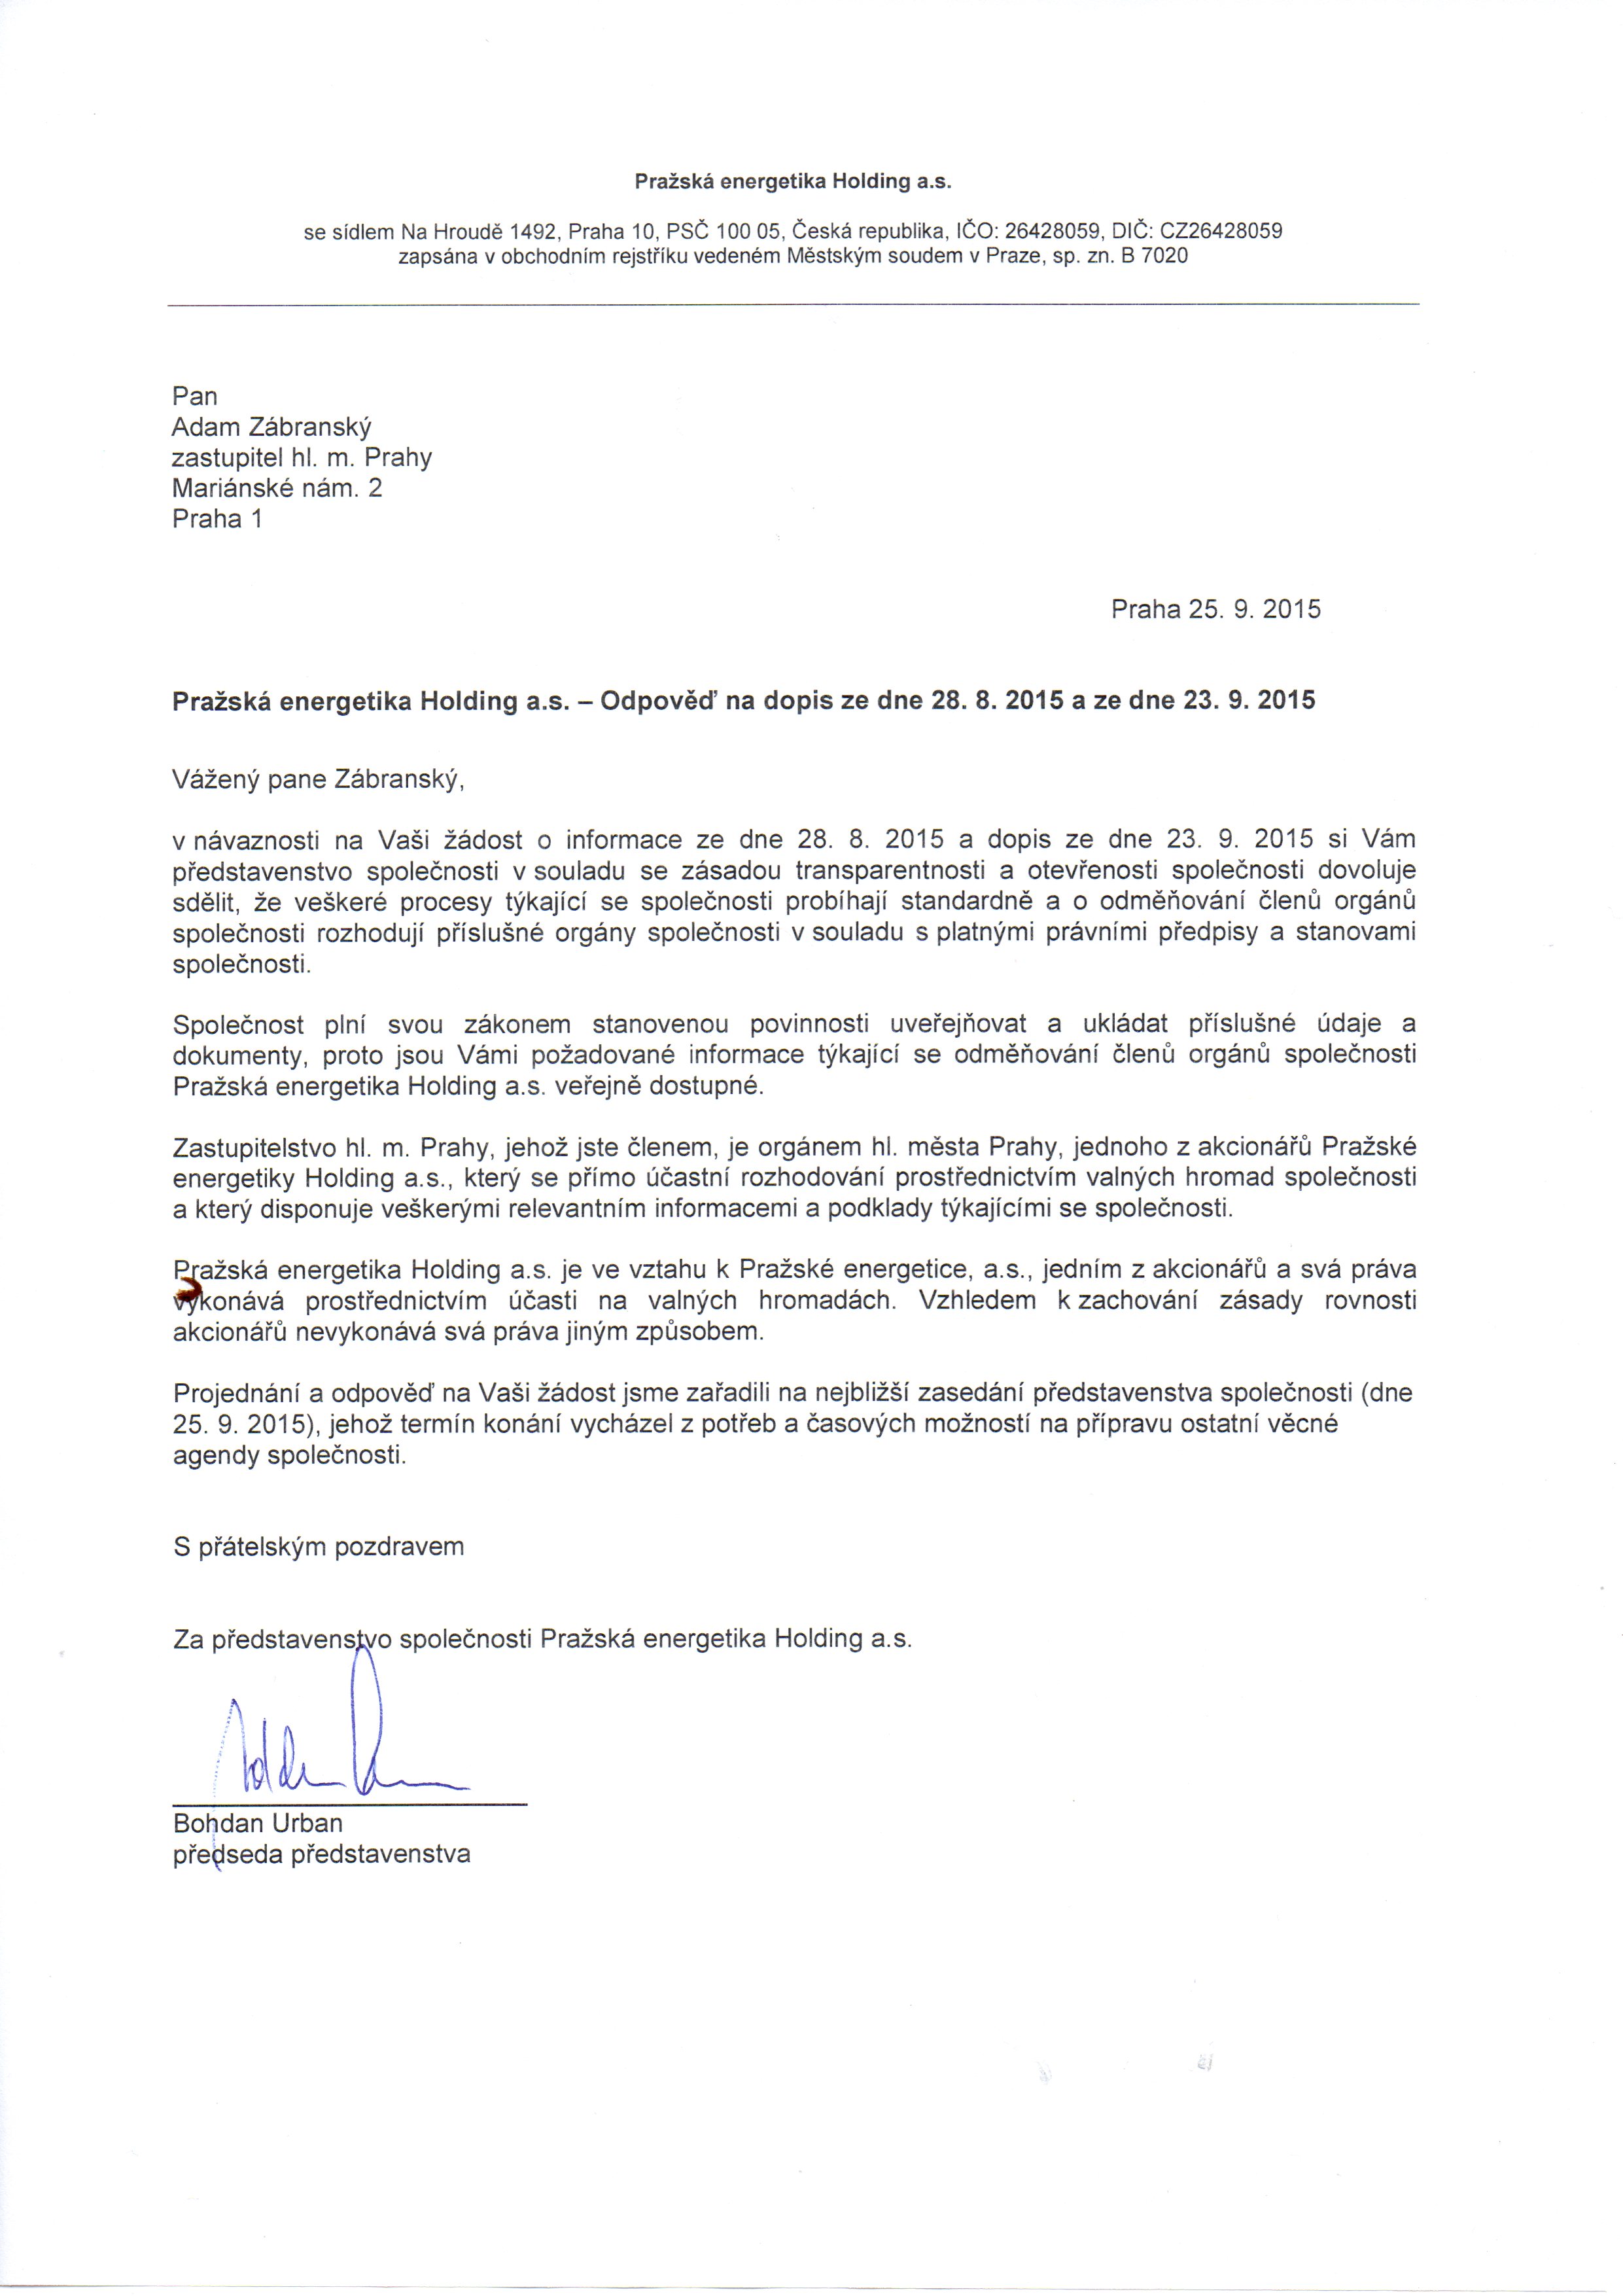 Pražská energetika Holding a.s.
se sídlem Na Hroudě 1492, Praha 10, PSČ 100 05, Česká republika, IČO: 26428059, DIČ: CZ26428059
zapsána v obchodním rejstříku vedeném Městským soudem v Praze, sp. zn. B 7020
Pan
Adam Zábranský
zastupitel hl. m. Prahy
Mariánské nám. 2
Praha 1
Praha 25. 9. 2015
Pražská energetika Holding a.s. – Odpověď na dopis ze dne 28. 8. 2015 a ze dne 23. 9. 2015
Vážený pane Zábranský,
v návaznosti na Vaši žádost o informace ze dne 28. 8. 2015 a dopis ze dne 23. 9. 2015 si Vám
představenstvo společnosti v souladu se zásadou transparentnosti a otevřenosti společnosti dovoluje
sdělit, že veškeré procesy týkající se společnosti probíhají standardně a o odměňování členů orgánů
společnosti rozhodují příslušné orgány společnosti v souladu s platnými právními předpisy a stanovami
společnosti.
Společnost plní svou zákonem stanovenou povinnosti uveřejňovat a ukládat příslušné údaje a
dokumenty, proto jsou Vámi požadované informace týkající se odměňování členů orgánů společnosti
Pražská energetika Holding a.s. veřejně dostupné.
Zastupitelstvo hl. m. Prahy, jehož jste členem, je orgánem hl. města Prahy, jednoho z akcionářů Pražské
energetiky Holding a.s., který se přímo účastní rozhodování prostřednictvím valných hromad společnosti
a který disponuje veškerými relevantním informacemi a podklady týkajícími se společnosti.
Pražská energetika Holding a.s. je ve vztahu k Pražské energetice, a.s., jedním z akcionářů a svá práva
vykonává prostřednictvím účasti na valných hromadách. Vzhledem k zachování zásady rovnosti
akcionářů nevykonává svá práva jiným způsobem.
Projednání a odpověď na Vaši žádost jsme zařadili na nejbližší zasedání představenstva společnosti (dne
25. 9. 2015), jehož termín konání vycházel z potřeb a časových možností na přípravu ostatní věcné
agendy společnosti.
S přátelským pozdravem
Za představenstvo společnosti Pražská energetika Holding a.s.
Bohdan Urban
předseda představenstva